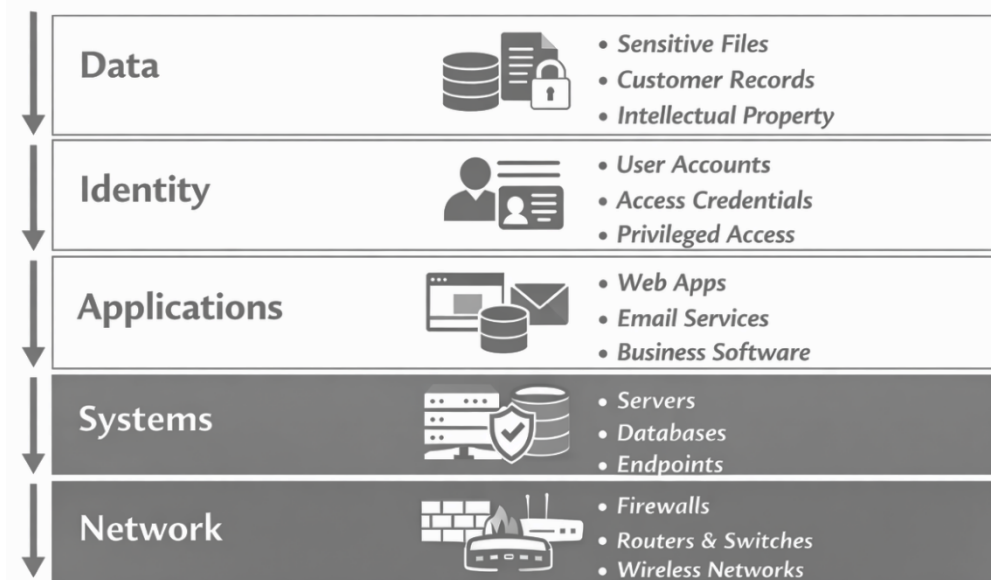 Data
• Sensitive Files
• Customer Records
• Intellectual Property
Identity
• User Accounts
• Access Credentials
• Privileged Access
Applications
• Web Apps
• Email Services
• Business Software
Systems
• Servers
• Databases
• Endpoints
Network
• Firewalls
• Routers & Switches
• Wireless Networks